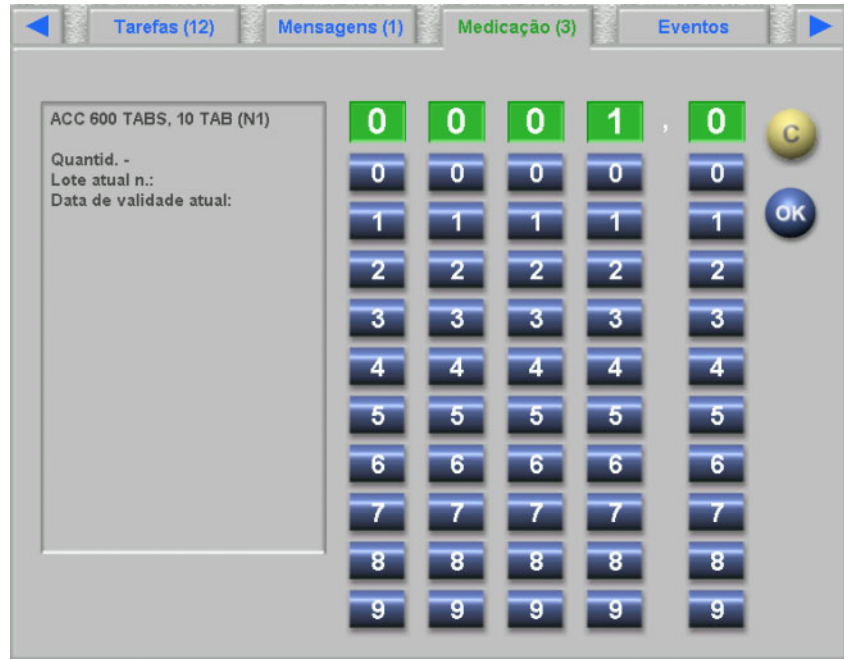 Tarefas (12) Mensagens (1) Medicação (3) Eventos
ACC 600 TABS, 10 TAB (N1)
Quantid. -
Lote atual n.:
Data de validade atual:
0 0 0 1 , 0
0 0 0 0 0
1 1 1 1 1
2 2 2 2 2
3 3 3 3 3
4 4 4 4 4
5 5 5 5 5
6 6 6 6 6
7 7 7 7 7
8 8 8 8 8
9 9 9 9 9
C
OK